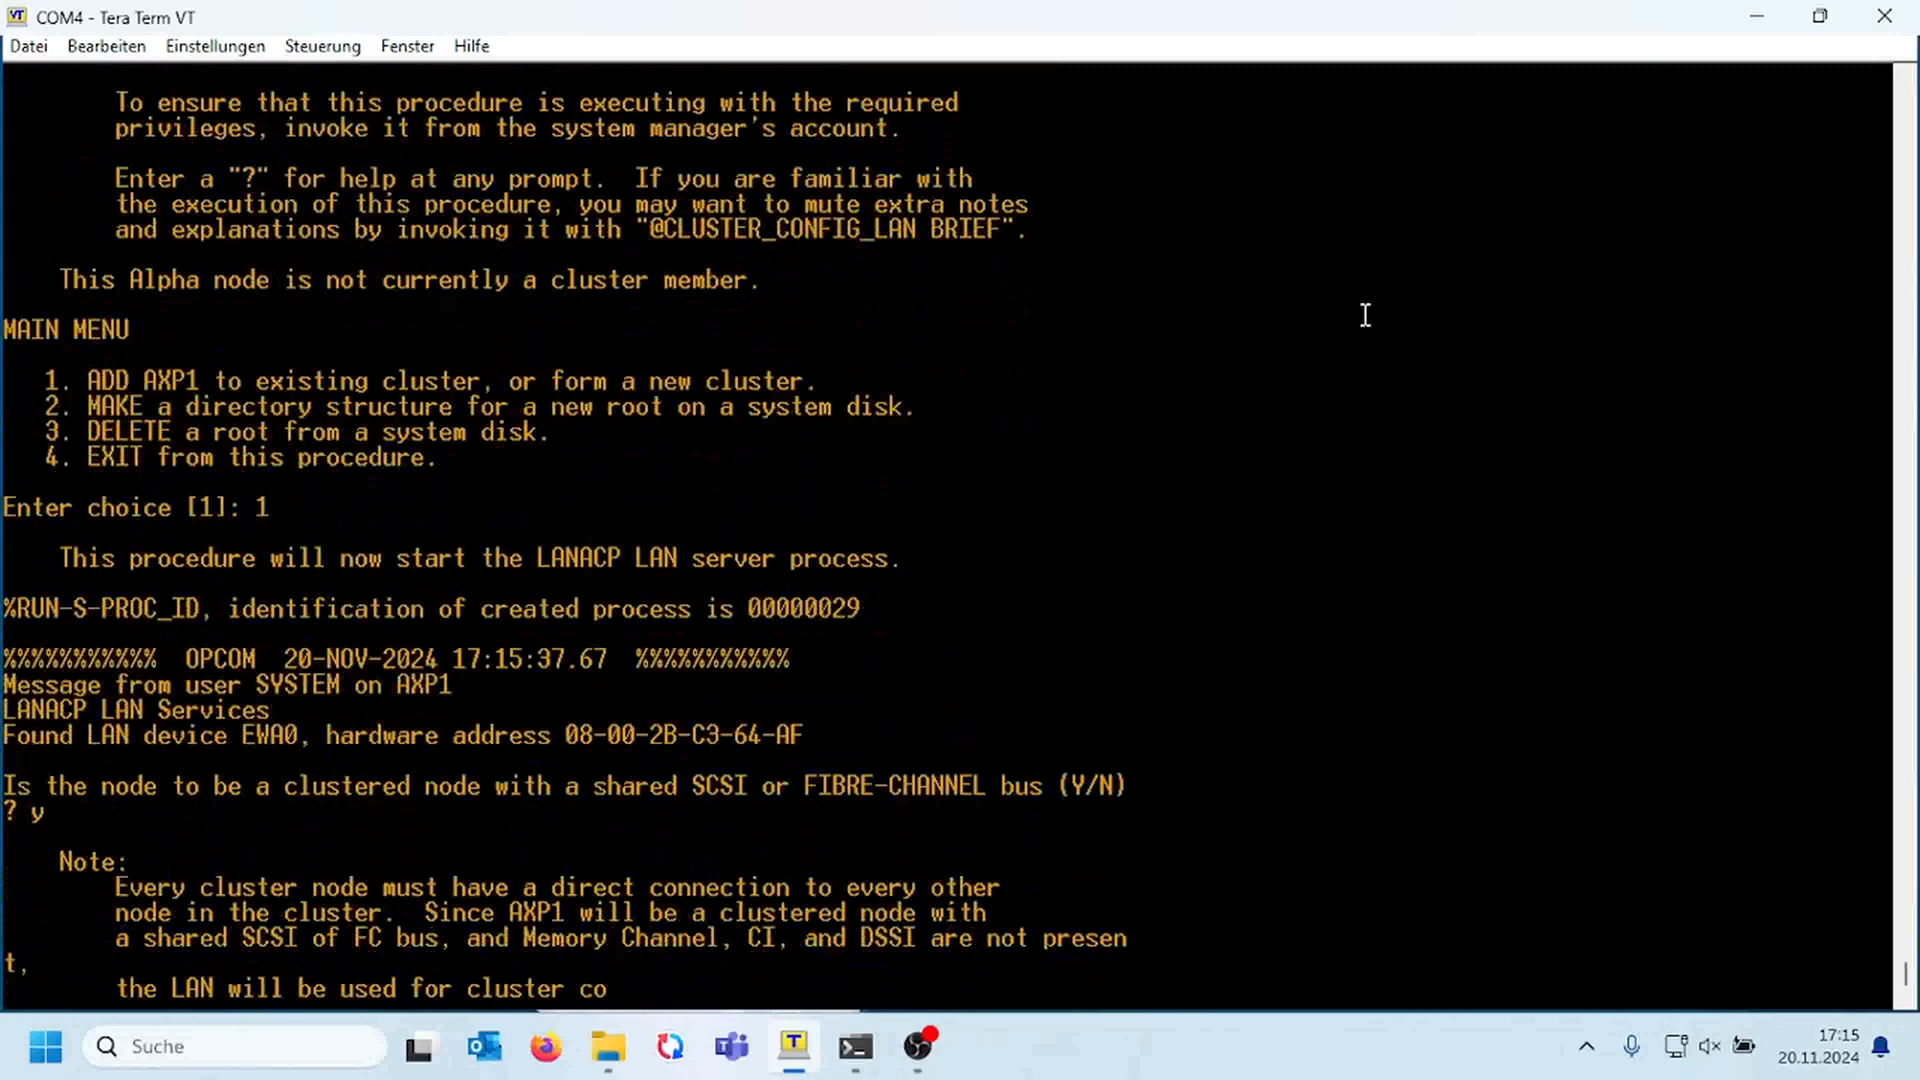 COM4 - Tera Term VT
Datei Bearbeiten Einstellungen Steuerung Fenster Hilfe
To ensure that this procedure is executing with the required
privileges, invoke it from the system manager's account.
Enter a "?" for help at any prompt. If you are familiar with
the execution of this procedure, you may want to mute extra notes
and explanations by invoking it with "@CLUSTER_CONFIG_LAN BRIEF".
This Alpha node is not currently a cluster member.
MAIN MENU
1. ADD AXP1 to existing cluster, or form a new cluster.
2. MAKE a directory structure for a new root on a system disk.
3. DELETE a root from a system disk.
4. EXIT from this procedure.
Enter choice [1]: 1
This procedure will now start the LANACP LAN server process.
%RUN-S-PROC_ID, identification of created process is 00000029
%%%%%%%%%%% OPCOM 20-NOV-2024 17:15:37.67 %%%%%%%%%%%
Message from user SYSTEM on AXP1
LANACP LAN Services
Found LAN device EWA0, hardware address 08-00-2B-C3-64-AF
Is the node to be a clustered node with a shared SCSI or FIBRE-CHANNEL bus (Y/N)
? y
Note:
Every cluster node must have a direct connection to every other
node in the cluster. Since AXP1 will be a clustered node with
a shared SCSI of FC bus, and Memory Channel, CI, and DSSI are not presen
t,
the LAN will be used for cluster co
Suche
17:15
20.11.2024